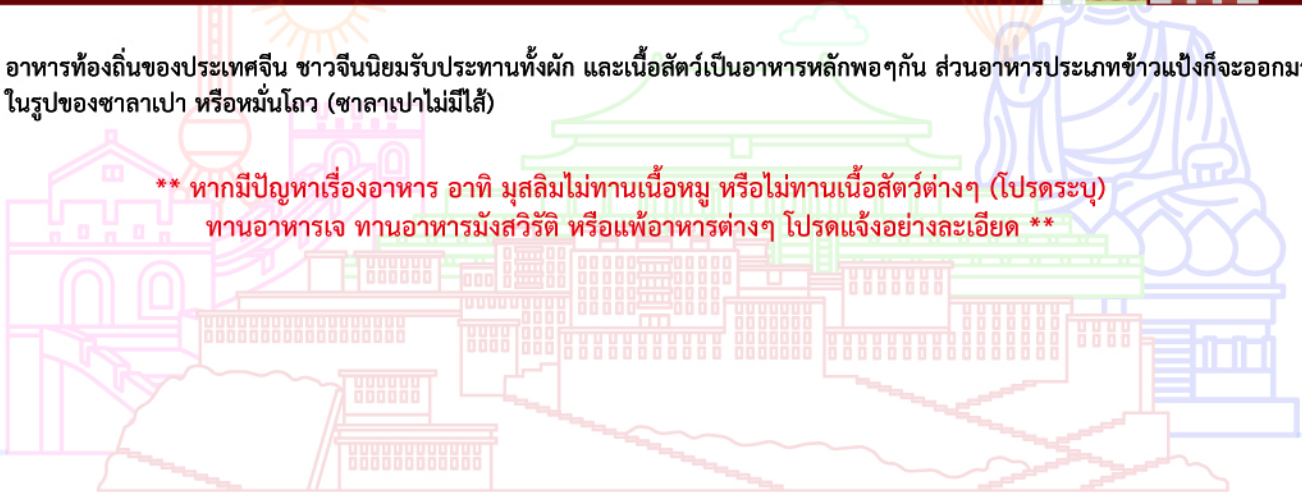 อาหารท้องถิ่นของประเทศจีน ชาวจีนนิยมรับประทานทั้งผัก และเนื้อสัตว์เป็นอาหารหลักพอๆกัน ส่วนอาหารประเภทข้าวแป้งก็จะออกมา
ในรูปของซาลาเปา หรือหมั่นโถว (ซาลาเปาไม่มีไส้)
** หากมีปัญหาเรื่องอาหาร อาทิ มุสลิมไม่ทานเนื้อหมู หรือไม่ทานเนื้อสัตว์ต่างๆ (โปรดระบุ)
ทานอาหารเจ ทานอาหารมังสวิรัติ หรือแพ้อาหารต่างๆ โปรดแจ้งอย่างละเอียด **